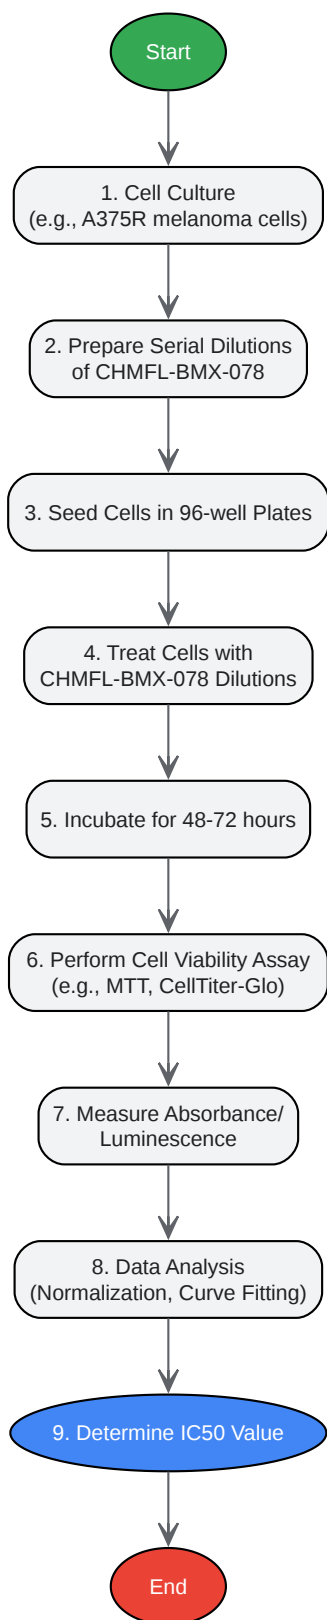 Start
1. Cell Culture
(e.g., A375R melanoma cells)
2. Prepare Serial Dilutions
of CHMFL-BMX-078
3. Seed Cells in 96-well Plates
4. Treat Cells with
CHMFL-BMX-078 Dilutions
5. Incubate for 48-72 hours
6. Perform Cell Viability Assay
(e.g., MTT, CellTiter-Glo)
7. Measure Absorbance/
Luminescence
8. Data Analysis
(Normalization, Curve Fitting)
9. Determine IC50 Value
End